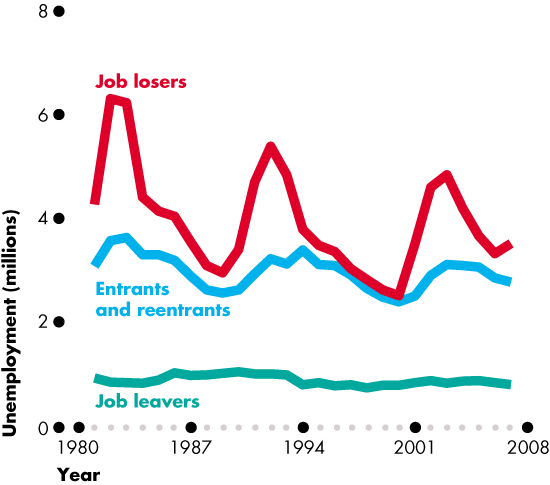 8
Job losers
6
4
Unemployment (millions)
Entrants
and reentrants
2
Job leavers
0
1980
1987
1994
2001
2008
Year